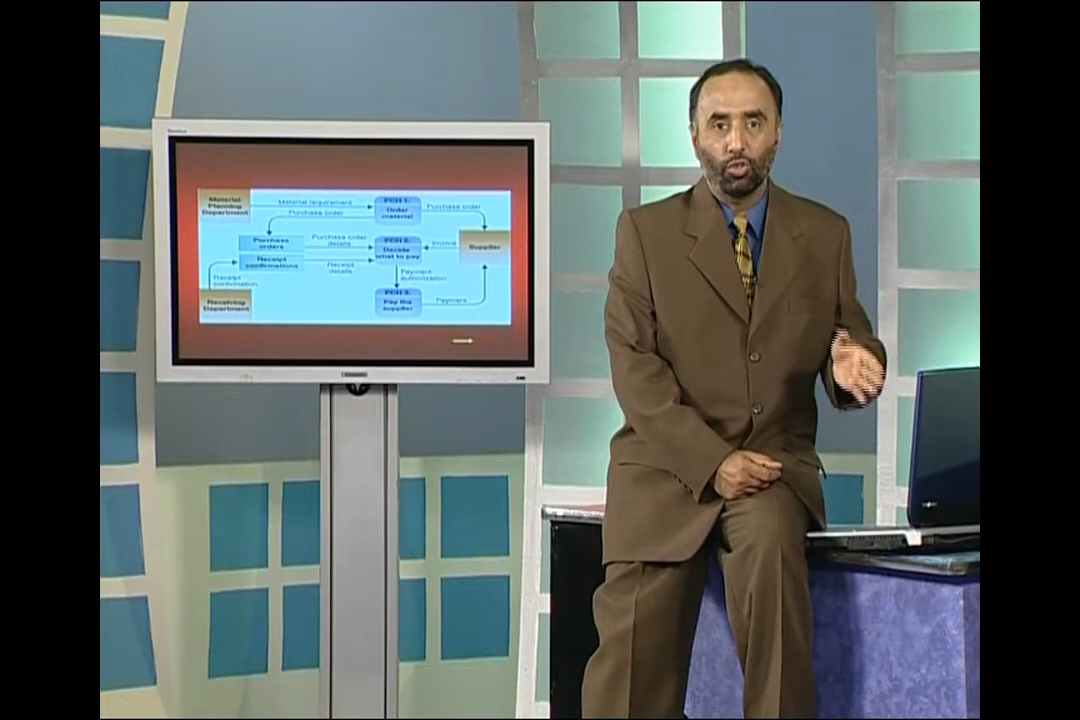 Material
Planning
Department
Material requirement
Purchase order
PCH 1.
Order
material
Purchase order
Purchase
orders
Receipt
confirmations
Purchase order
details
Receipt
details
PCH 2.
Decide
what to pay
Invoice
Supplier
Receipt
confirmation
Payment
authorization
Receiving
Department
PCH 3.
Pay the
supplier
Payment